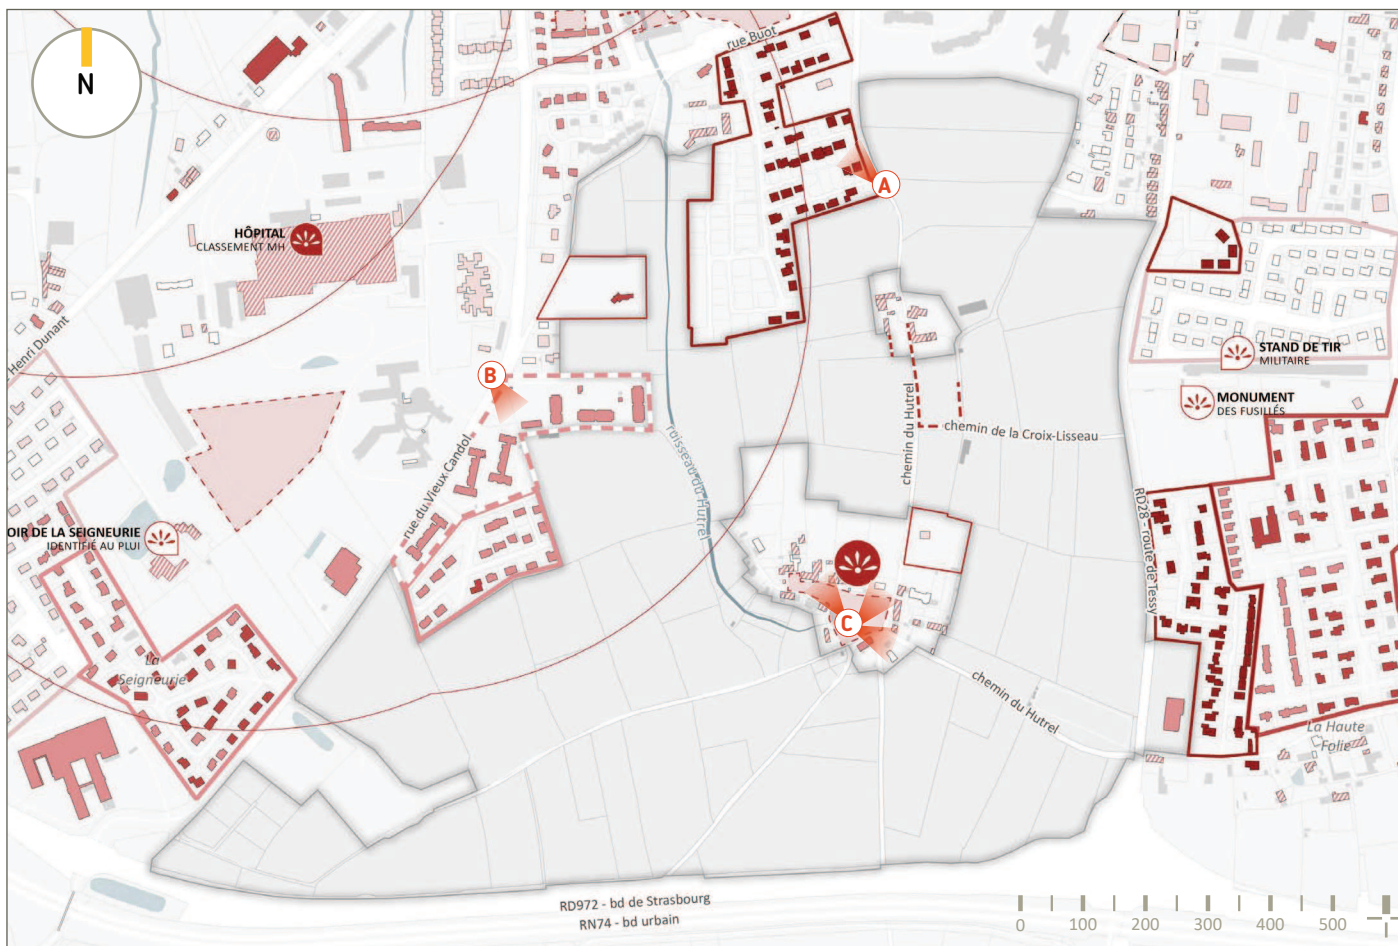 N
rue Buot
A
HÔPITAL
CLASSEMENT MH
Henri Dunant
STAND DE TIR
MILITAIRE
B
MONUMENT
DES FUSILLÉS
chemin du Hutrel
chemin de la Croix-Lisseau
ruisseau du Hutrel
rue du Vieux Candol
RD28 - route de Tessy
OIR DE LA SEIGNEURIE
IDENTIFIÉ AU PLUI
C
La
Seigneurie
chemin du Hutrel
La Haute
Folie
RD972 - bd de Strasbourg
RN74 - bd urbain
0 100 200 300 400 500